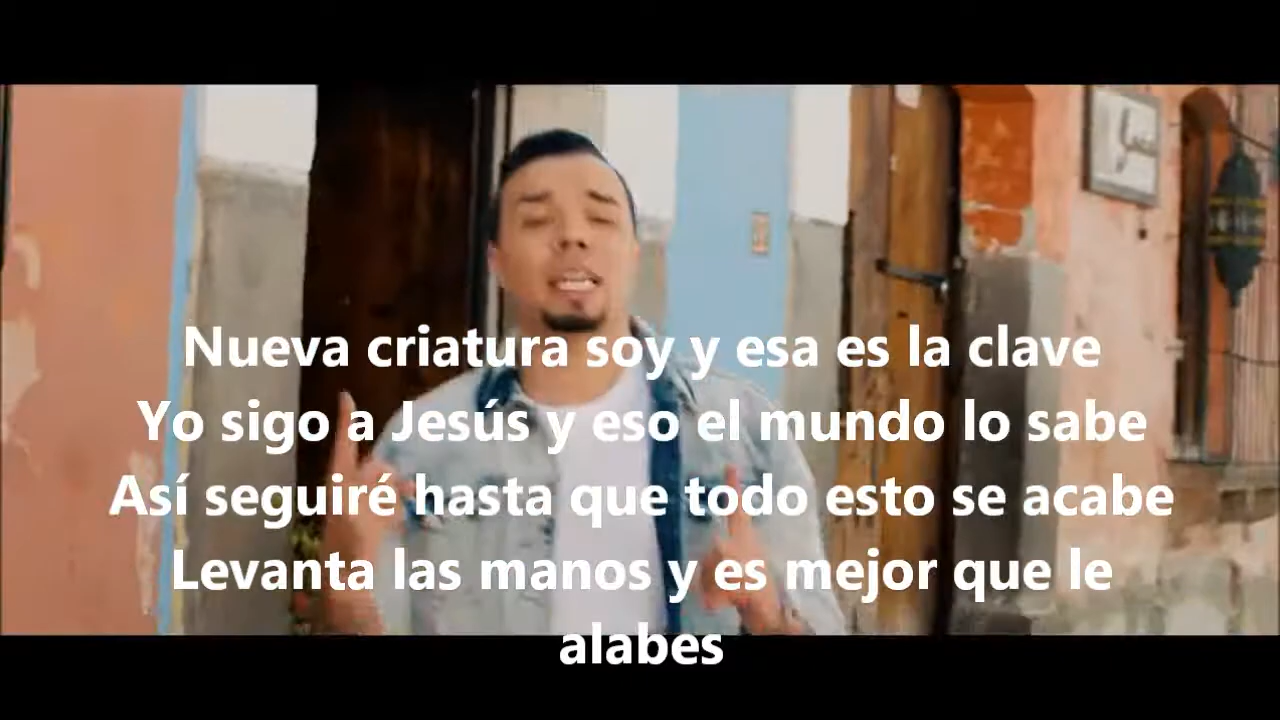 Nueva criatura soy y esa es la clave
Yo sigo a Jesús y eso el mundo lo sabe
Así seguiré hasta que todo esto se acabe
Levanta las manos y es mejor que le
alabes